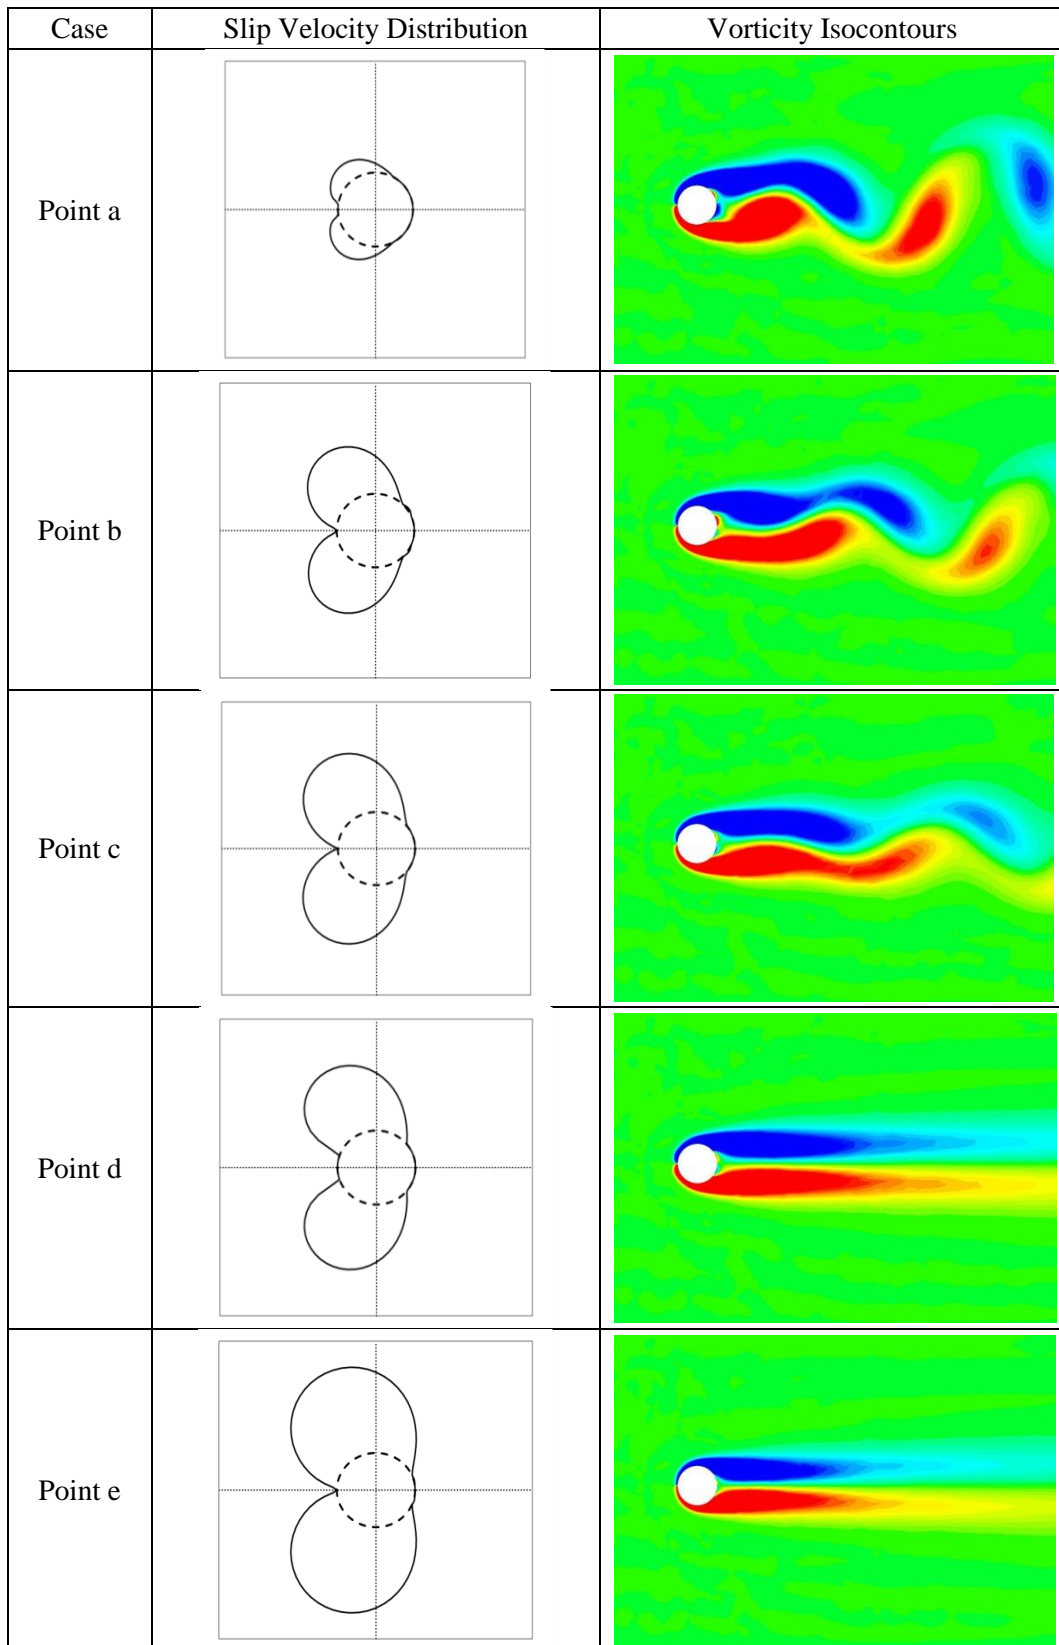 Case Slip Velocity Distribution Vorticity Isocontours
Point a
Point b
Point c
Point d
Point e